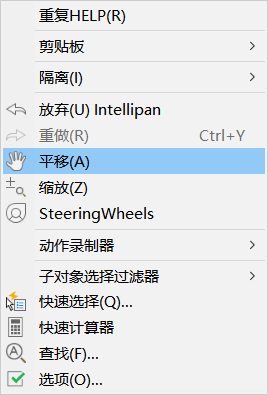 重复HELP(R)
剪贴板
隔离(I)
放弃(U) Intellipan
重做(R) Ctrl+Y
平移(A)
缩放(Z)
SteeringWheels
动作录制器
子对象选择过滤器
快速选择(Q)...
快速计算器
查找(F)...
选项(O)...